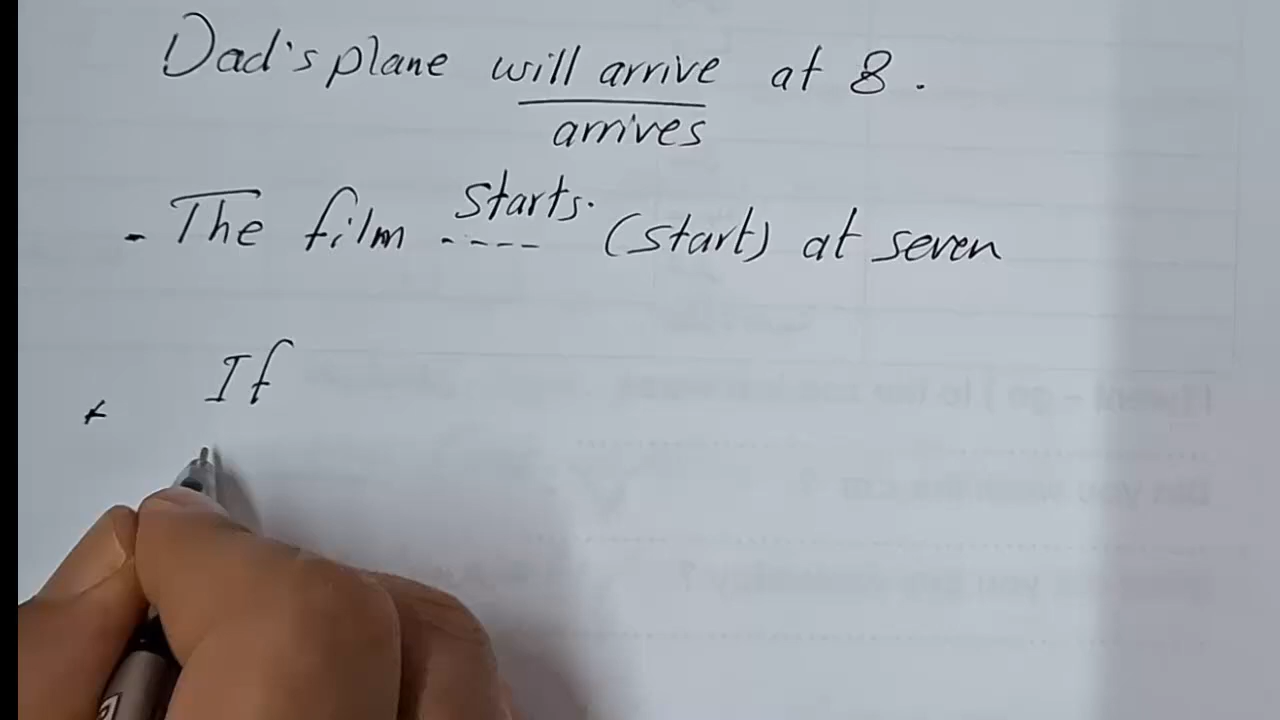 Dad's plane will arrive at 8.
arrives
Starts.
- The film ---- (start) at seven
* If